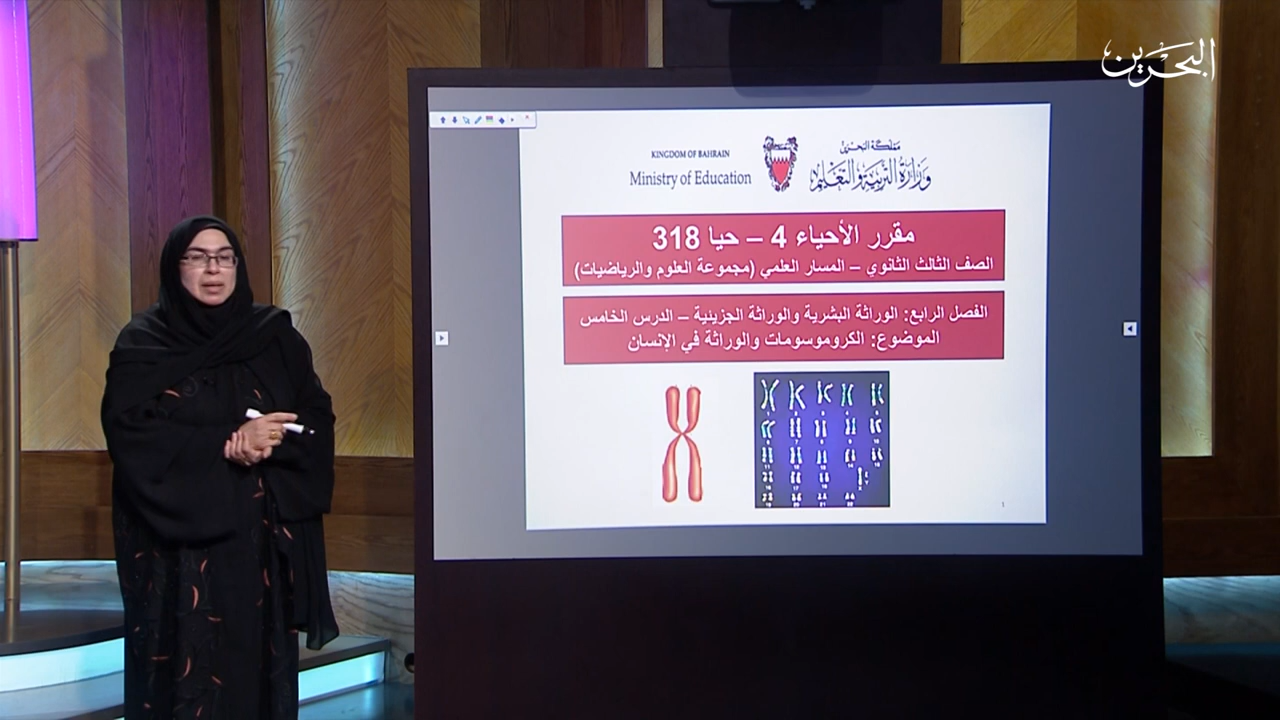 البحرين
مملكة البحرين
وزارة التربية والتعليم
KINGDOM OF BAHRAIN
Ministry of Education
مقرر الأحياء 4 – حيا 318
الصف الثالث الثانوي – المسار العلمي (مجموعة العلوم والرياضيات)
الفصل الرابع: الوراثة البشرية والوراثة الجزيئية – الدرس الخامس
الموضوع: الكروموسومات والوراثة في الإنسان
1